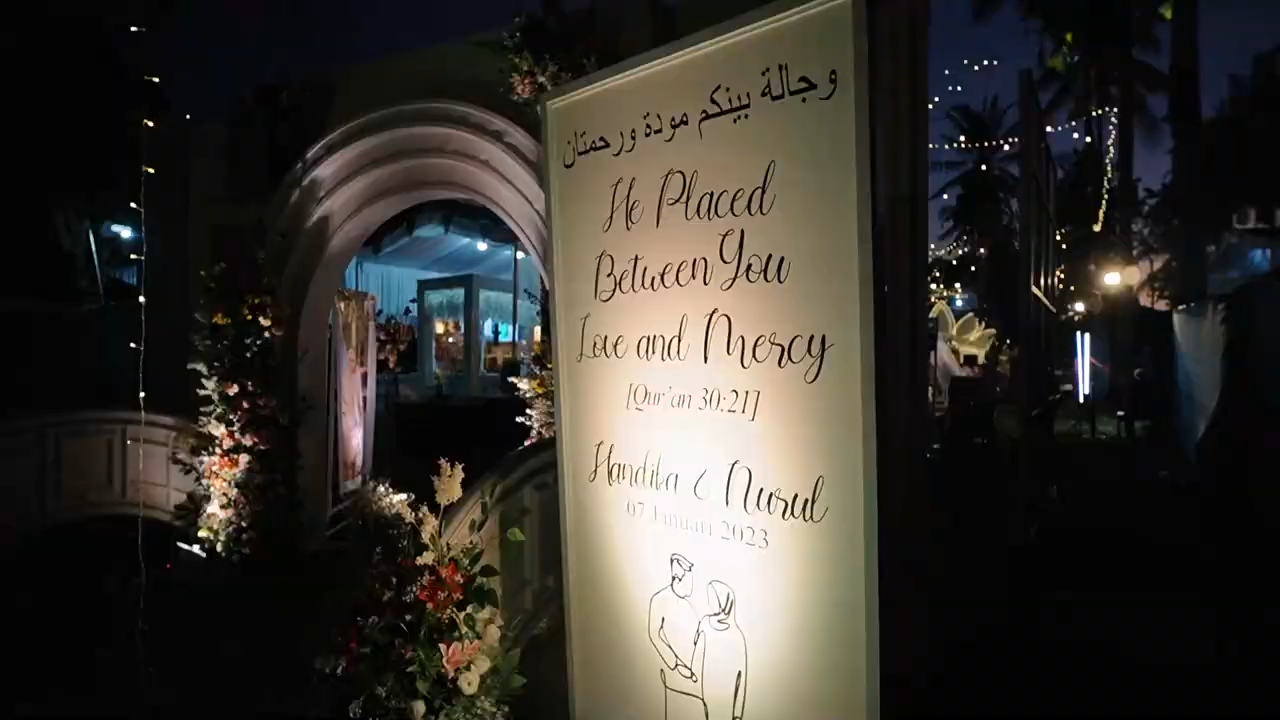 وجالة بينكم مودة ورحمتان
He Placed
Between You
Love and Mercy
[Qur'an 30:21]
Handika & Nurul
07 Januari 2023